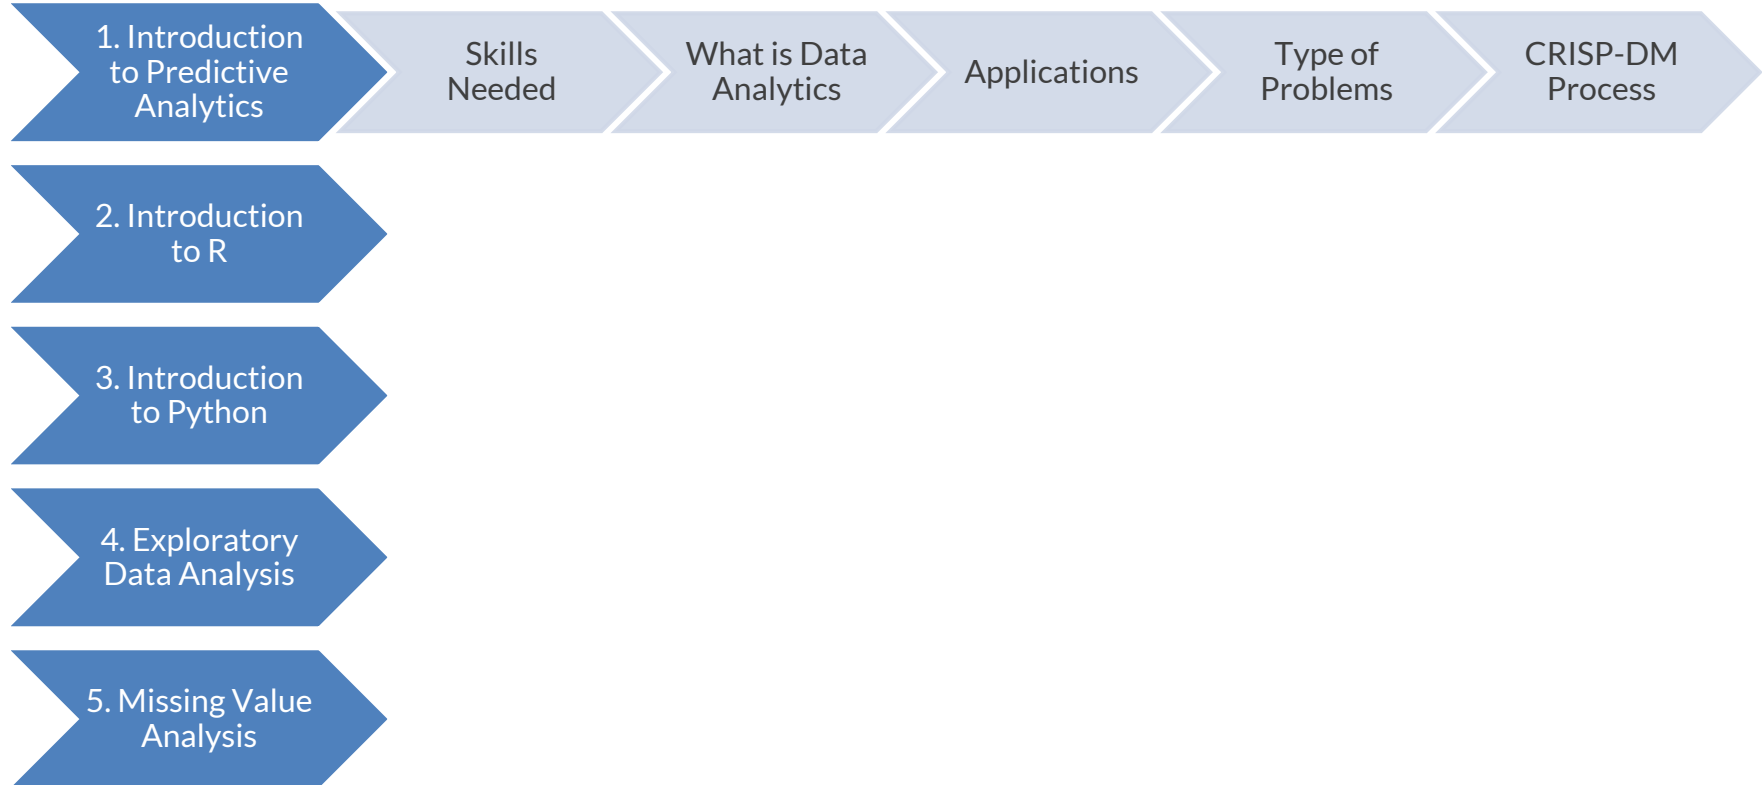 1. Introduction
to Predictive
Analytics
Skills
Needed
What is Data
Analytics
Applications
Type of
Problems
CRISP-DM
Process
2. Introduction
to R
3. Introduction
to Python
4. Exploratory
Data Analysis
5. Missing Value
Analysis